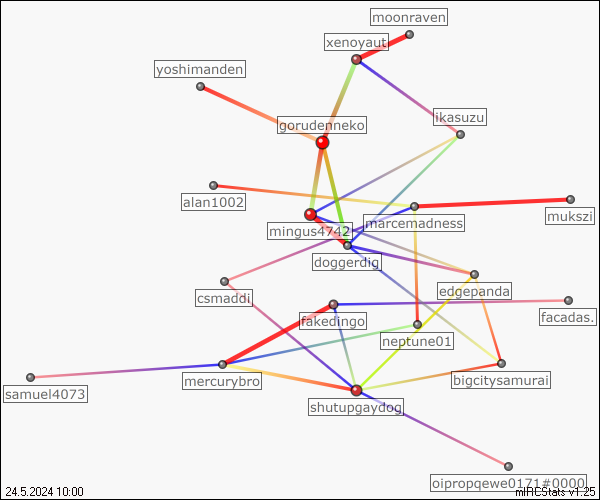 moonraven
xenoyaut
yoshimanden
gorudenneko
ikasuzu
alan1002
mukszi
marcemadness
mingus4742
doggerdig
edgepanda
csmaddi
facadas.
fakedingo
neptune01
mercurybro
bigcitysamurai
samuel4073
shutupgaydog
oipropqewe0171#0000
24.5.2024 10:00
mIRCStats v1.25